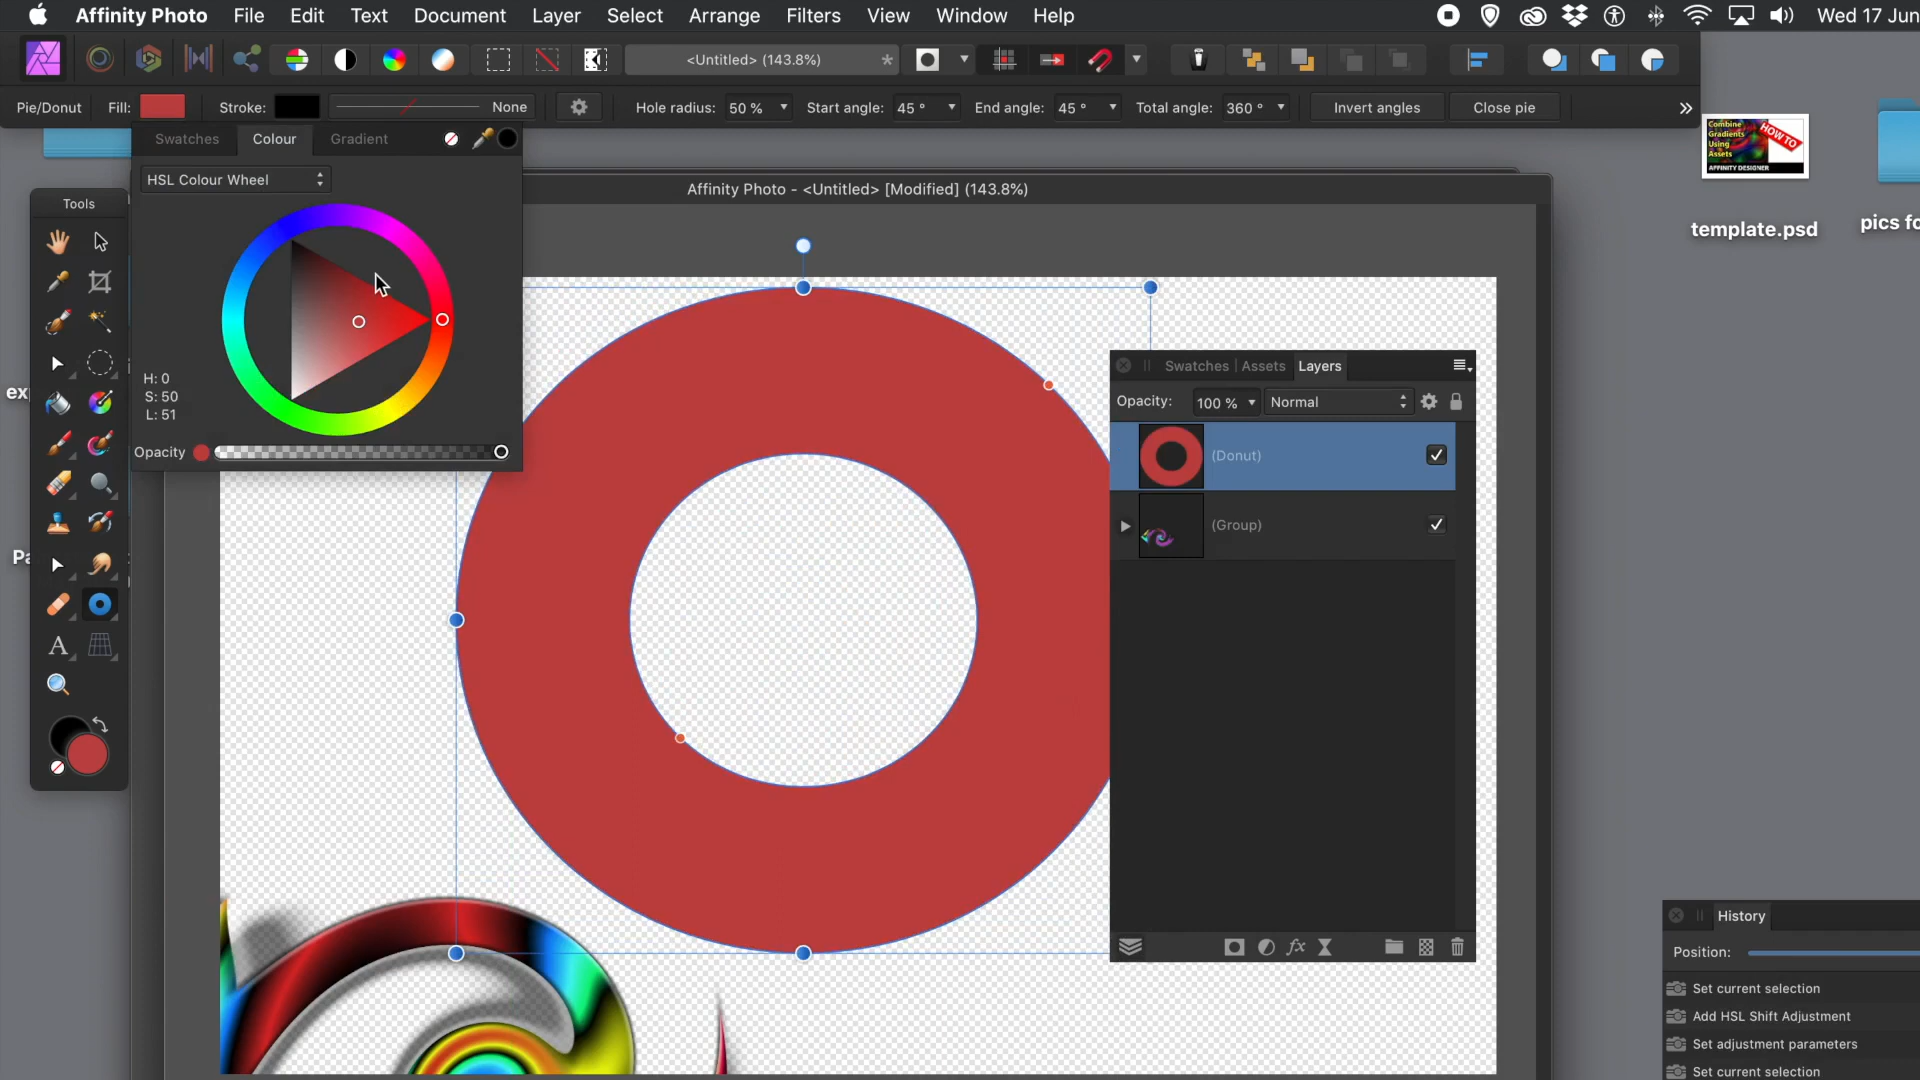 Affinity Photo File Edit Text Document Layer Select Arrange Filters View Window Help Wed 17 Jun
<Untitled> (143.8%) *
Pie/Donut Fill: Stroke: None Hole radius: 50 % Start angle: 45 ° End angle: 45 ° Total angle: 360 ° Invert angles Close pie
Swatches Colour Gradient
HSL Colour Wheel
H: 0
S: 50
L: 51
Opacity
Tools
A
Affinity Photo - <Untitled> [Modified] (143.8%)
Swatches Assets Layers
Opacity: 100 % Normal
(Donut)
(Group)
fx
Combine
Gradients
Using
Assets
HOW TO
AFFINITY DESIGNER
template.psd
pics fo
ex
Pa
History
Position:
Set current selection
Add HSL Shift Adjustment
Set adjustment parameters
Set current selection